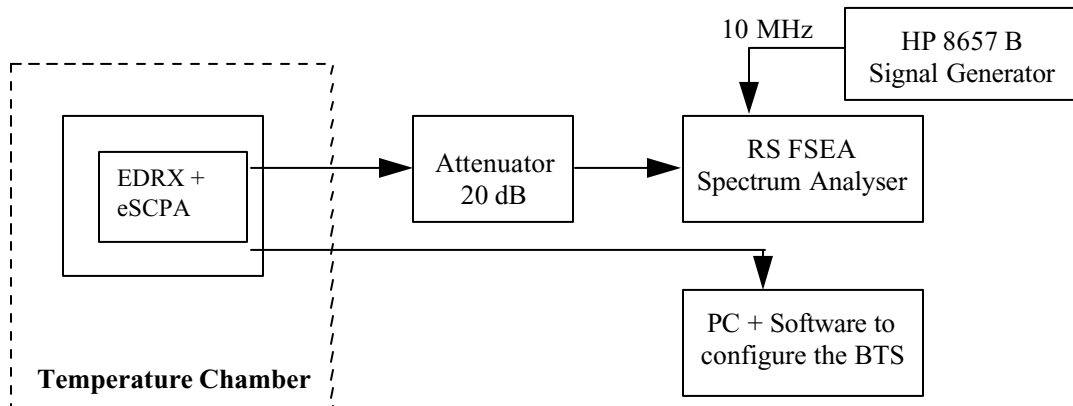 10 MHz
HP 8657 B
Signal Generator
EDRX +
eSCPA
Attenuator
20 dB
RS FSEA
Spectrum Analyser
PC + Software to
configure the BTS
Temperature Chamber